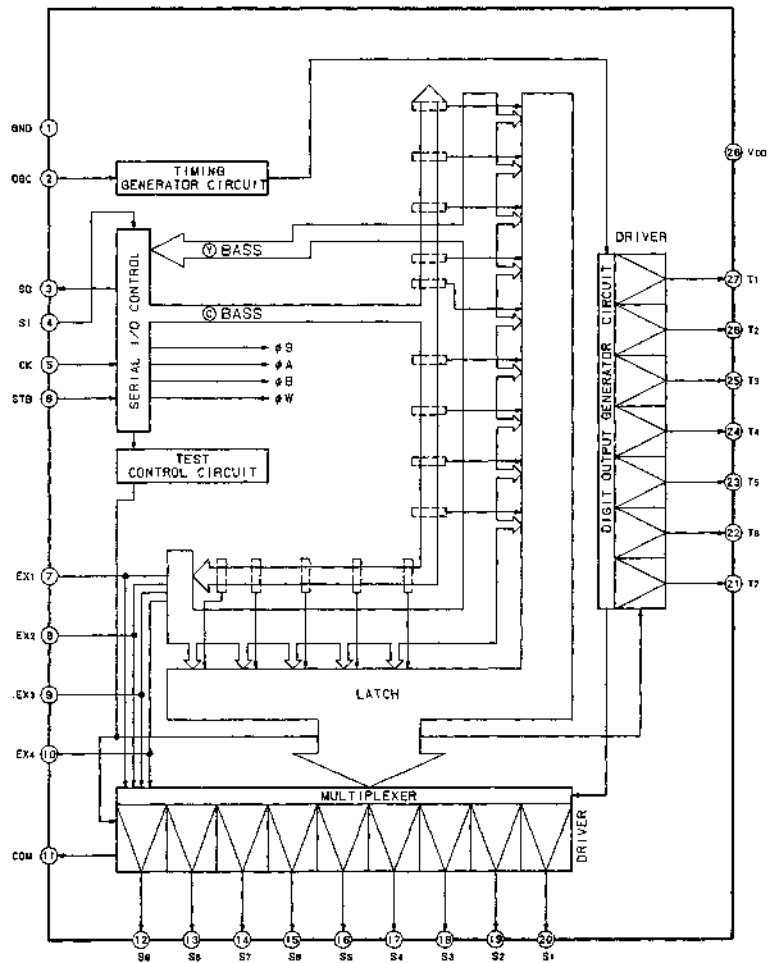 GND 1
OSC 2
TIMING
GENERATOR CIRCUIT
28 VDD
DRIVER
Y BASS
SO 3
SI 4
CK 5
STB 6
SERIAL I/O CONTROL
C BASS
φS
φA
φB
φW
DIGIT OUTPUT GENERATOR CIRCUIT
27 T1
26 T2
25 T3
24 T4
23 T5
22 T6
21 T7
TEST
CONTROL CIRCUIT
EX1 7
EX2 8
EX3 9
EX4 10
LATCH
MULTIPLEXER
DRIVER
COM 11
12 13 14 15 16 17 18 19 20
S9 S8 S7 S6 S5 S4 S3 S2 S1